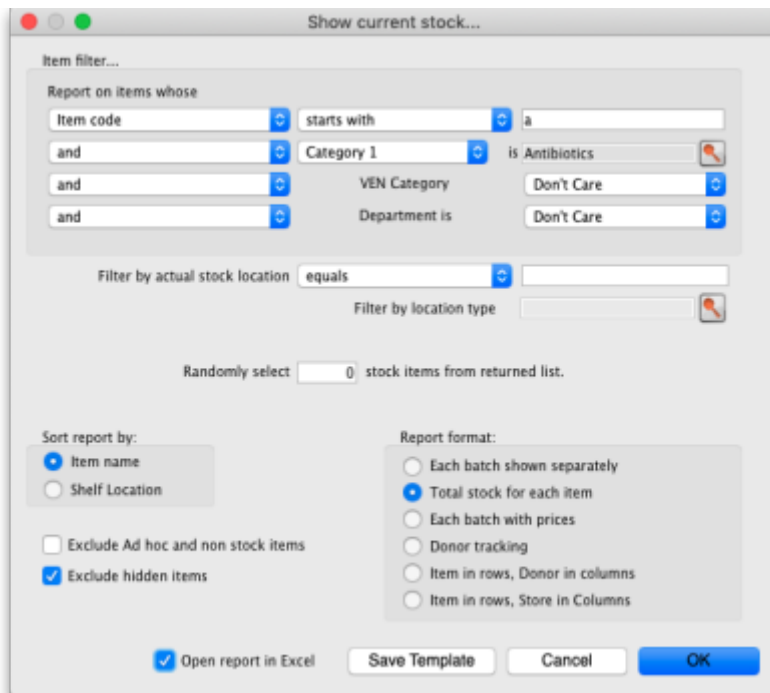 Show current stock...
Item filter....
Report on items whose
Item code starts with a
and Category 1 is Antibiotics
and VEN Category Don't Care
and Department is Don't Care
Filter by actual stock location equals
Filter by location type
Randomly select 0 stock items from returned list.
Sort report by:
Item name
Shelf Location
Exclude Ad hoc and non stock items
Exclude hidden items
Report format:
Each batch shown separately
Total stock for each item
Each batch with prices
Donor tracking
Item in rows, Donor in columns
Item in rows, Store in Columns
Open report in Excel Save Template Cancel OK